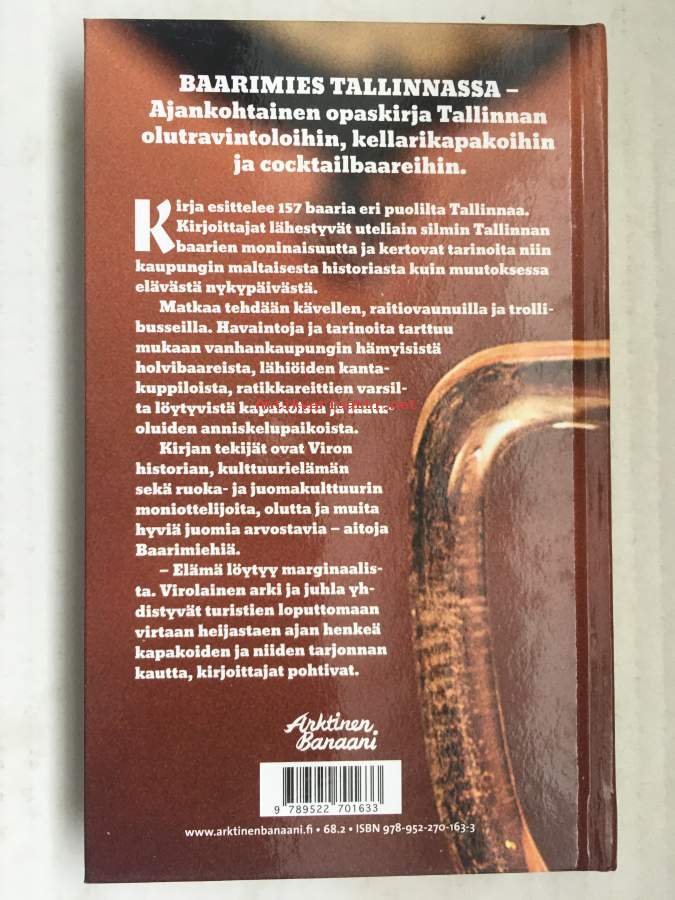 BAARIMIES TALLINNASSA –
Ajankohtainen opaskirja Tallinnan
olutravintoloihin, kellarikapakoihin
ja cocktailbaareihin.
Kirja esittelee 157 baaria eri puolilta Tallinnaa.
Kirjoittajat lähestyvät uteliain silmin Tallinnan
baarien moninaisuutta ja kertovat tarinoita niin
kaupungin maltaisesta historiasta kuin muutoksessa
elävästä nykypäivästä.
Matkaa tehdään kävellen, raitiovaunuilla ja trolli-
busseilla. Havaintoja ja tarinoita tarttuu
mukaan vanhankaupungin hämyisistä
holvibaareista, lähiöiden kanta-
kuppiloista, ratikkareittien varsil-
ta löytyvistä ja
oluiden anniskelupaikoista.
Kirjan tekijät ovat Viron
historian, kulttuurielämän
sekä ruoka- ja juomakulttuurin
moniottelijoita, olutta ja muita
hyviä juomia arvostavia – aitoja
Baarimiehiä.
– Elämä löytyy marginaalis-
ta. Virolainen arki ja juhla yh-
distyvät turistien loputtomaan
virtaan heijastaen ajan henkeä
kapakoiden ja niiden tarjonnan
kautta, kirjoittajat pohtivat.
Arktinen
Banaani
9 789522 701633
www.arktinenbanaani.fi • 68.2 • ISBN 978-952-270-163-3